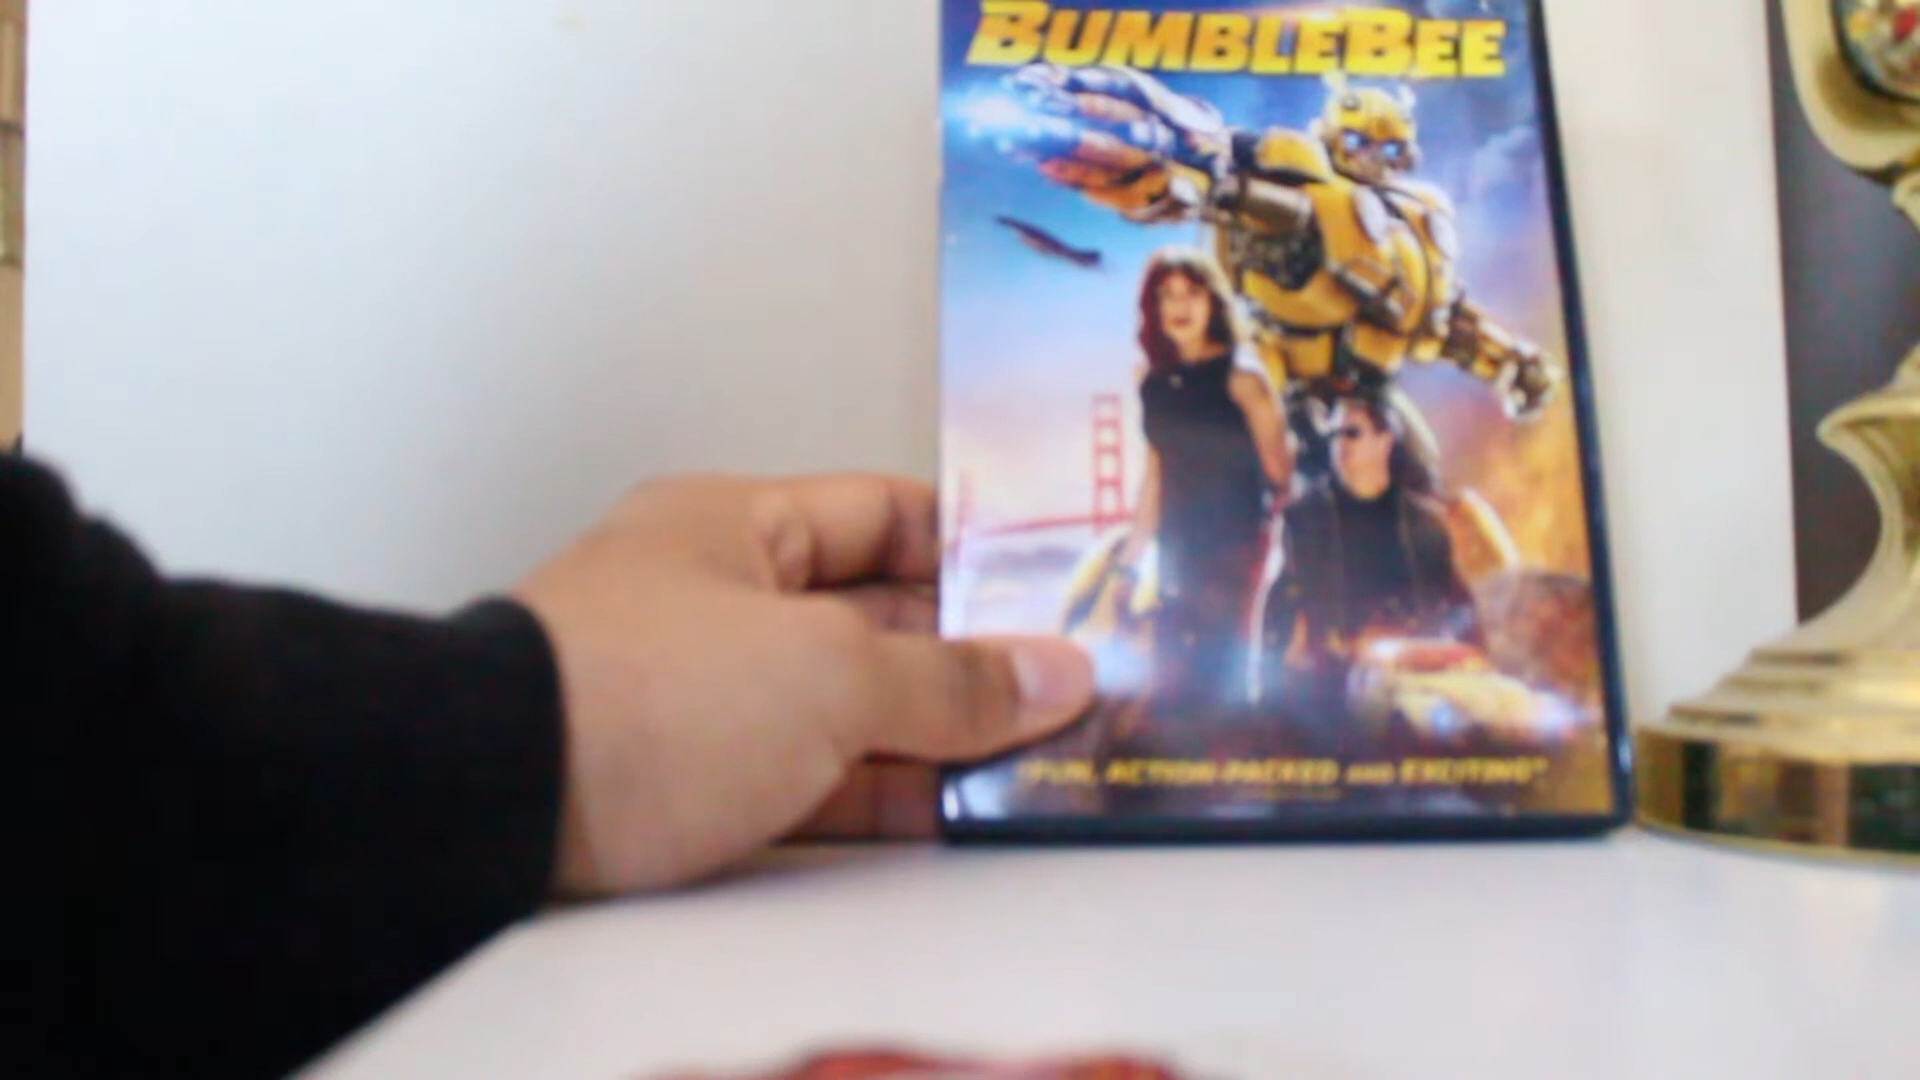 BUMBLEBEE
"FUN, ACTION-PACKED AND EXCITING"